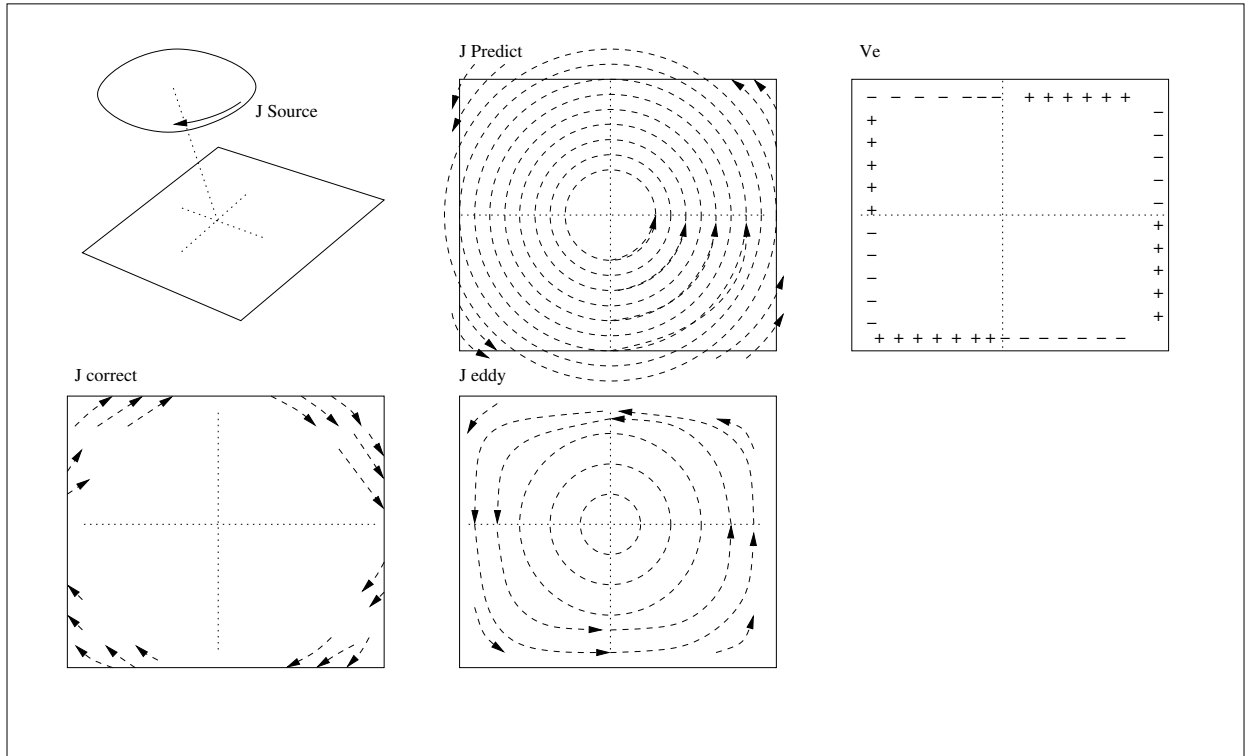 J Predict
Ve
J Source
− − − − − − − + + + + + +
+ −
+ −
+ −
+ −
+ −
− +
− +
− +
− +
− +
+ + + + + + + − − − − − −
J correct
J eddy